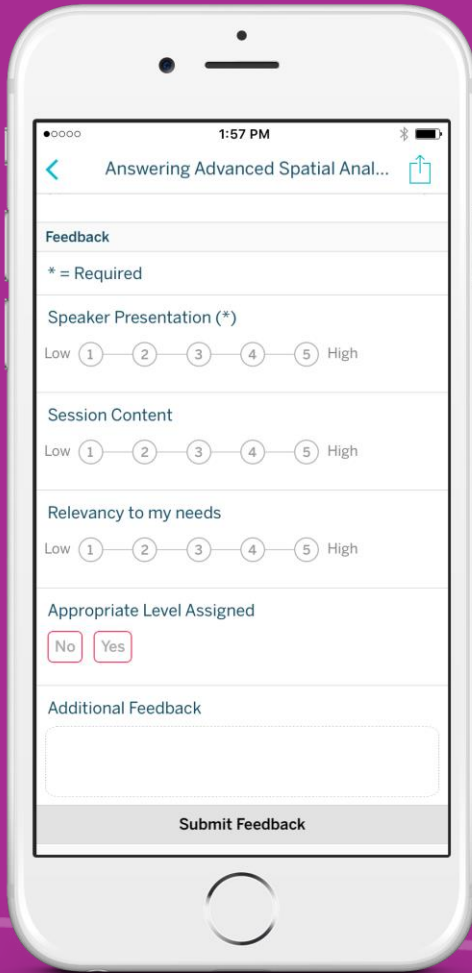 1:57 PM
Answering Advanced Spatial Anal...
Feedback
* = Required
Speaker Presentation (*)
Low 1 2 3 4 5 High
Session Content
Low 1 2 3 4 5 High
Relevancy to my needs
Low 1 2 3 4 5 High
Appropriate Level Assigned
No Yes
Additional Feedback
Submit Feedback